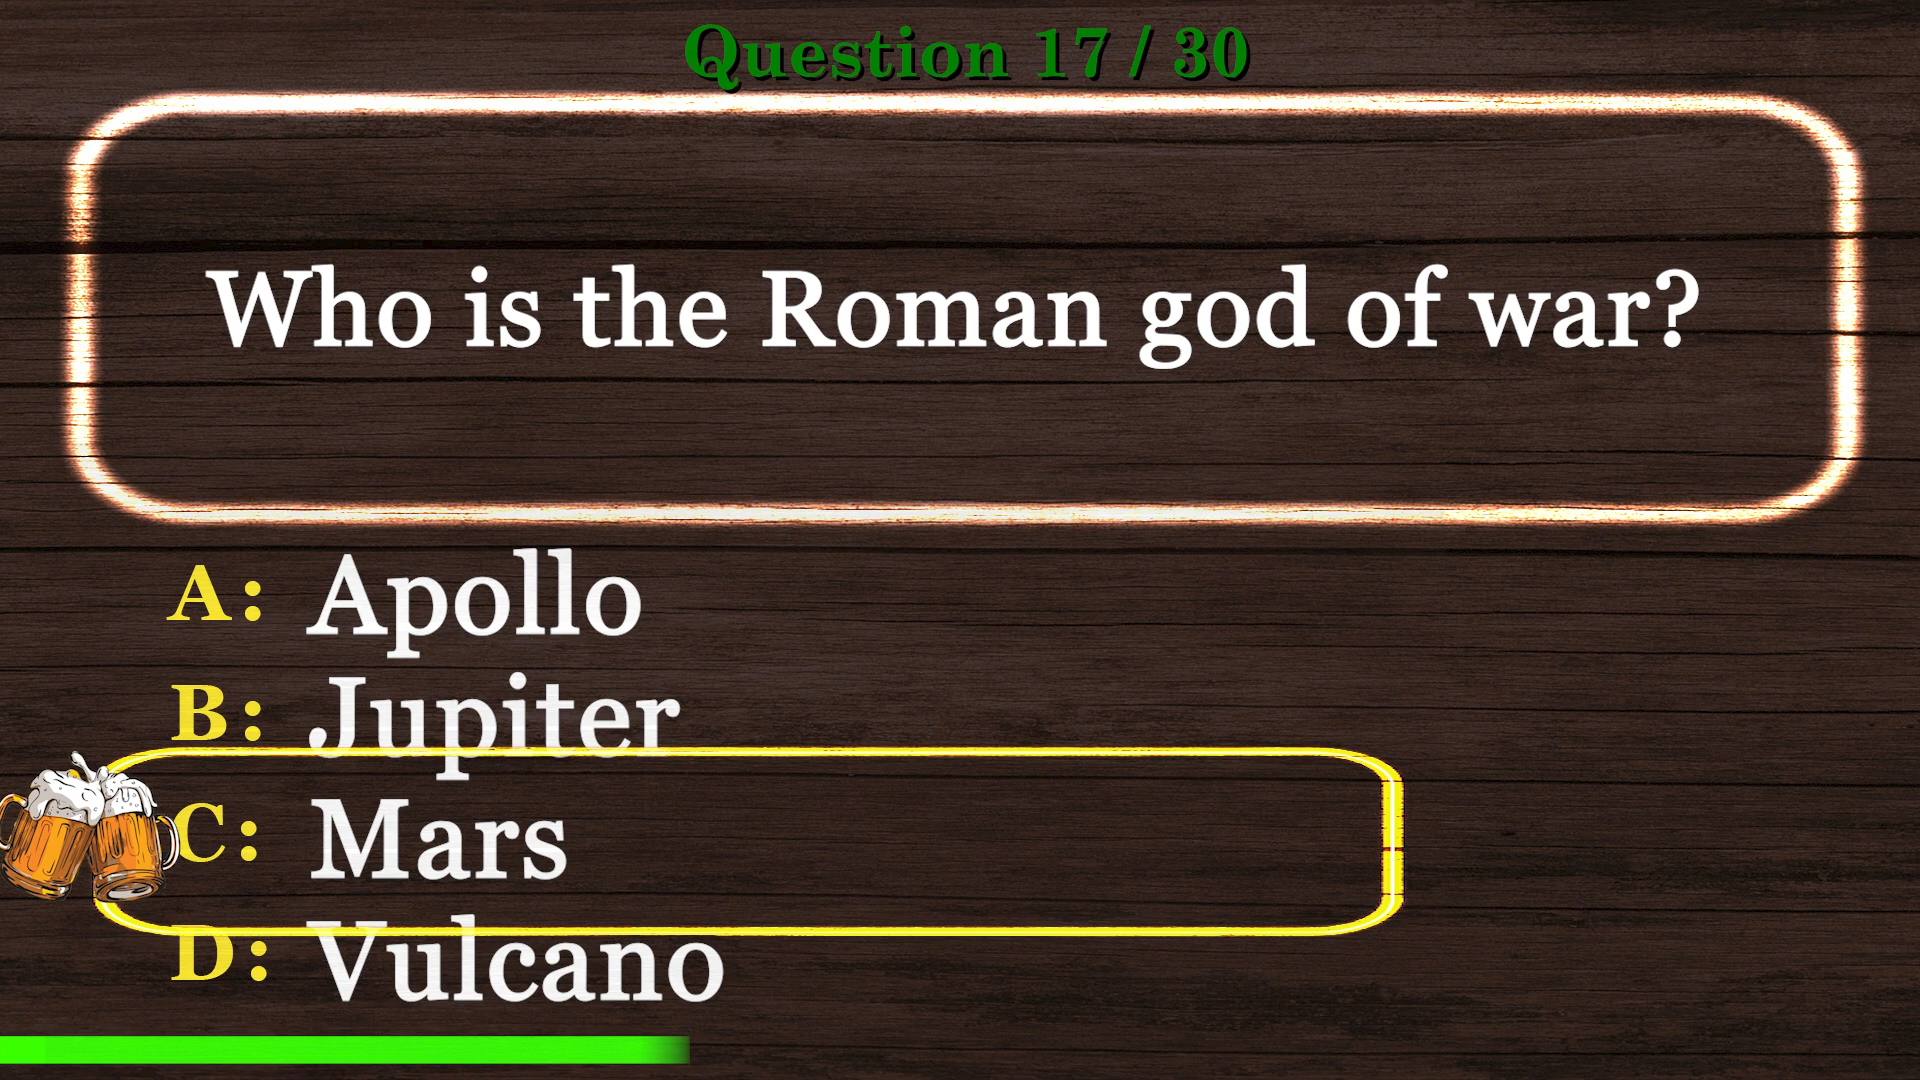 Question 17 / 30
Who is the Roman god of war?
A: Apollo
B: Jupiter
C: Mars
D: Vulcano